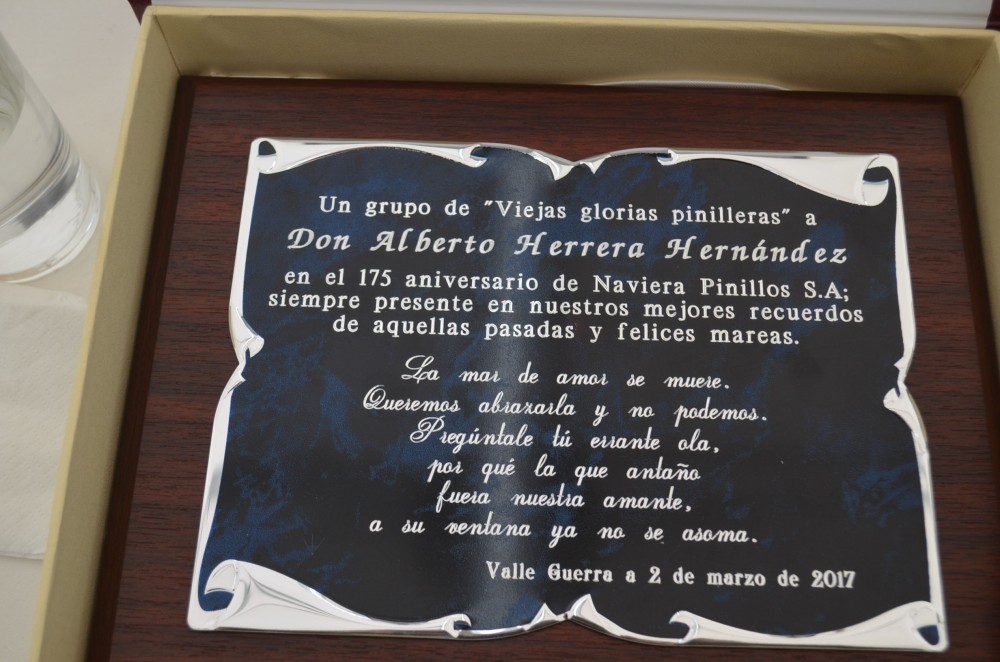 Un grupo de "Viejas glorias pinilleras" a
Don Alberto Herrera Hernández
en el 175 aniversario de Naviera Pinillos S.A;
siempre presente en nuestros mejores recuerdos
de aquellas pasadas y felices mareas.
La mar de amor se muere.
Queremos abrazarla y no podemos.
Pregúntale tú errante ola,
por qué la que antaño
fuera nuestra amante,
a su ventana ya no se asoma.
Valle Guerra a 2 de marzo de 2017